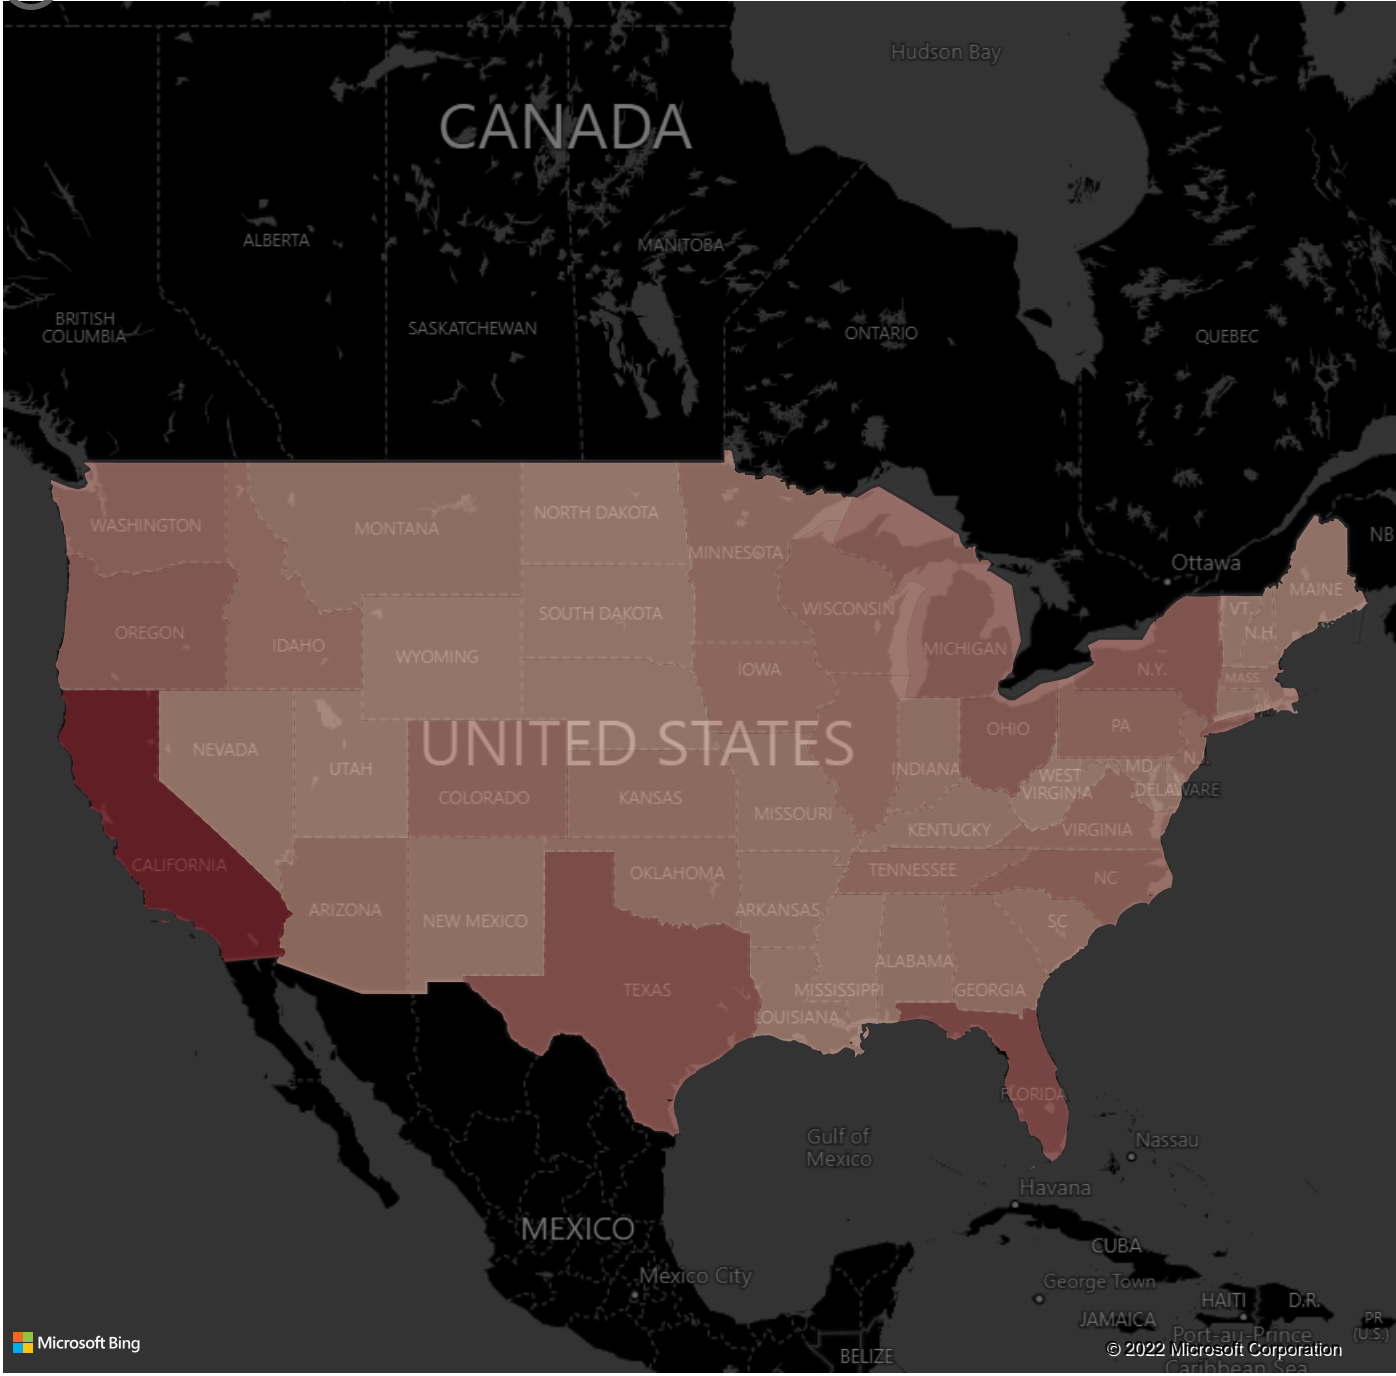 Hudson Bay
CANADA
ALBERTA
MANITOBA
BRITISH
COLUMBIA
SASKATCHEWAN
ONTARIO
QUEBEC
NORTH DAKOTA
WASHINGTON
MONTANA
NB
MINNESOTA
Ottawa
MAINE
VT.
SOUTH DAKOTA
WISCONSIN
OREGON
N.H.
IDAHO
MICHIGAN
WYOMING
IOWA
N.Y.
MASS.
OHIO
PA
UNITED STATES
NEVADA
UTAH
INDIANA
MD.
WEST
VIRGINIA
DELAWARE
COLORADO
KANSAS
MISSOURI
KENTUCKY
VIRGINIA
CALIFORNIA
OKLAHOMA
TENNESSEE
NC
ARIZONA
NEW MEXICO
ARKANSAS
SC
ALABAMA
TEXAS
MISSISSIPPI
GEORGIA
LOUISIANA
FLORIDA
Gulf of
Mexico
Nassau
Havana
MEXICO
CUBA
Mexico City
George Town
HAITI
D.R.
JAMAICA
PR
(U.S.)
Port-au-Prince
Microsoft Bing
© 2022 Microsoft Corporation
BELIZE
Caribbean Sea